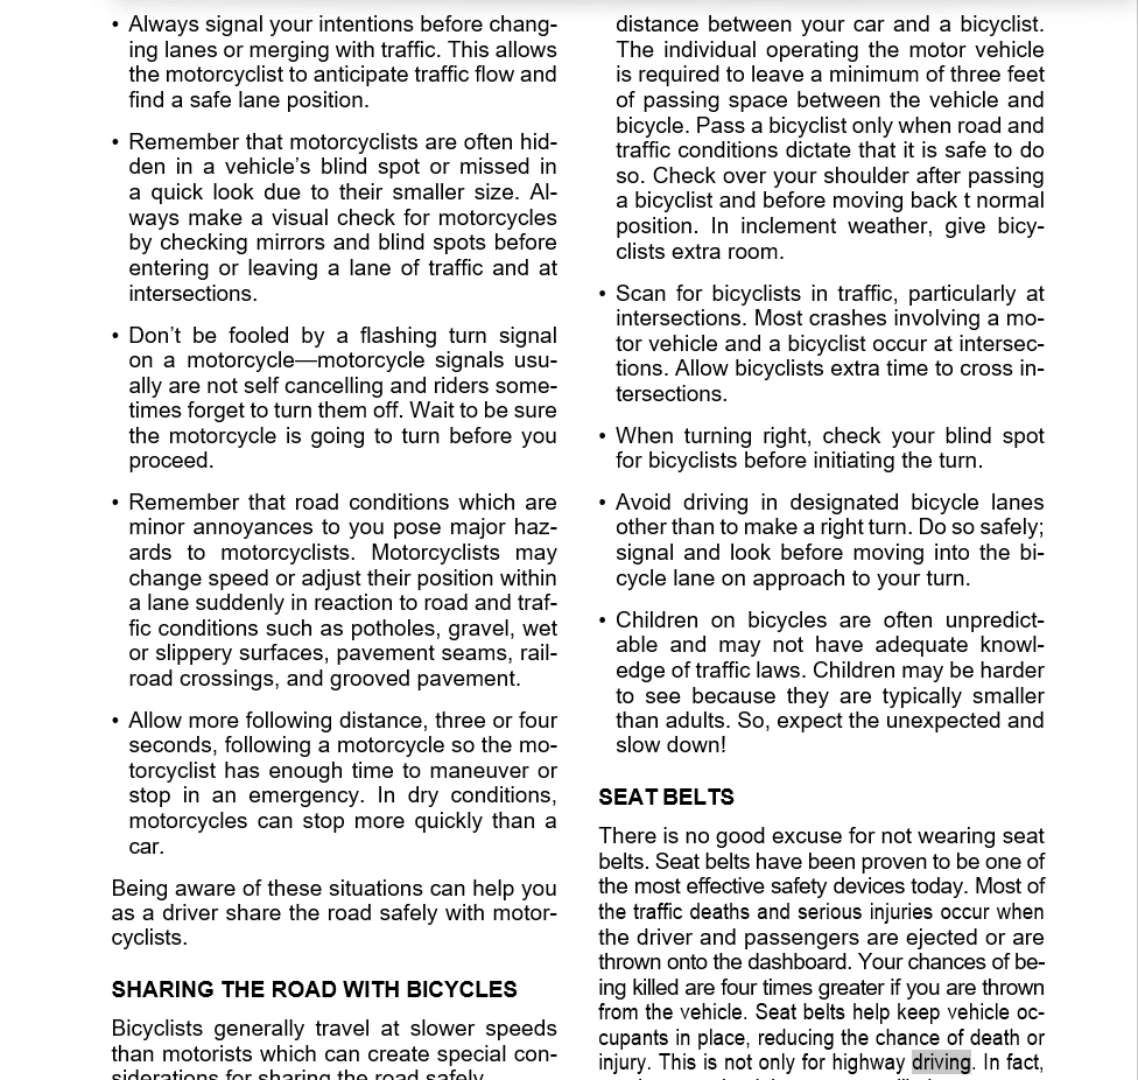 • Always signal your intentions before chang-
ing lanes or merging with traffic. This allows
the motorcyclist to anticipate traffic flow and
find a safe lane position.
• Remember that motorcyclists are often hid-
den in a vehicle’s blind spot or missed in
a quick look due to their smaller size. Al-
ways make a visual check for motorcycles
by checking mirrors and blind spots before
entering or leaving a lane of traffic and at
intersections.
• Don’t be fooled by a flashing turn signal
on a motorcycle—motorcycle signals usu-
ally are not self cancelling and riders some-
times forget to turn them off. Wait to be sure
the motorcycle is going to turn before you
proceed.
• Remember that road conditions which are
minor annoyances to you pose major haz-
ards to motorcyclists. Motorcyclists may
change speed or adjust their position within
a lane suddenly in reaction to road and traf-
fic conditions such as potholes, gravel, wet
or slippery surfaces, pavement seams, rail-
road crossings, and grooved pavement.
• Allow more following distance, three or four
seconds, following a motorcycle so the mo-
torcyclist has enough time to maneuver or
stop in an emergency. In dry conditions,
motorcycles can stop more quickly than a
car.
Being aware of these situations can help you
as a driver share the road safely with motor-
cyclists.
SHARING THE ROAD WITH BICYCLES
Bicyclists generally travel at slower speeds
than motorists which can create special con-
siderations for sharing the road safely.
distance between your car and a bicyclist.
The individual operating the motor vehicle
is required to leave a minimum of three feet
of passing space between the vehicle and
bicycle. Pass a bicyclist only when road and
traffic conditions dictate that it is safe to do
so. Check over your shoulder after passing
a bicyclist and before moving back t normal
position. In inclement weather, give bicy-
clists extra room.
• Scan for bicyclists in traffic, particularly at
intersections. Most crashes involving a mo-
tor vehicle and a bicyclist occur at intersec-
tions. Allow bicyclists extra time to cross in-
tersections.
• When turning right, check your blind spot
for bicyclists before initiating the turn.
• Avoid driving in designated bicycle lanes
other than to make a right turn. Do so safely;
signal and look before moving into the bi-
cycle lane on approach to your turn.
• Children on bicycles are often unpredict-
able and may not have adequate knowl-
edge of traffic laws. Children may be harder
to see because they are typically smaller
than adults. So, expect the unexpected and
slow down!
SEAT BELTS
There is no good excuse for not wearing seat
belts. Seat belts have been proven to be one of
the most effective safety devices today. Most of
the traffic deaths and serious injuries occur when
the driver and passengers are ejected or are
thrown onto the dashboard. Your chances of be-
ing killed are four times greater if you are thrown
from the vehicle. Seat belts help keep vehicle oc-
cupants in place, reducing the chance of death or
injury. This is not only for highway driving. In fact,